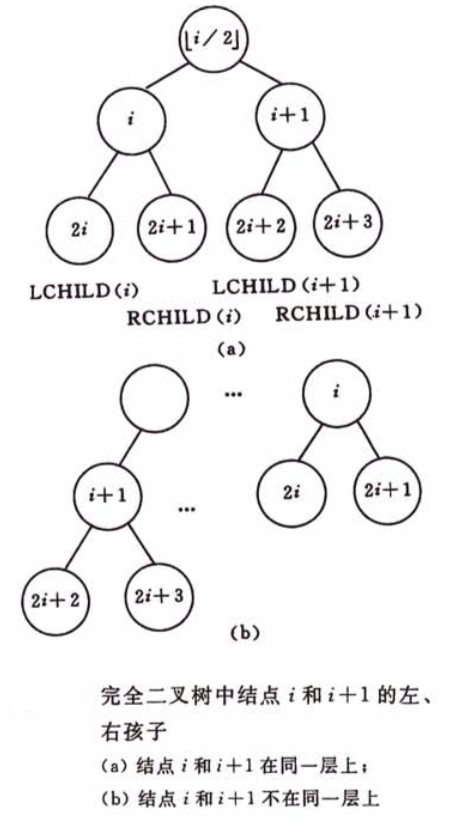 ⌊i/2⌋
i
i+1
2i
2i+1
2i+2
2i+3
LCHILD(i)
LCHILD(i+1)
RCHILD(i)
RCHILD(i+1)
(a)
...
i
i+1
...
2i
2i+1
2i+2
2i+3
(b)
完全二叉树中结点 i 和 i+1 的左、
右孩子
(a) 结点 i 和 i+1 在同一层上;
(b) 结点 i 和 i+1 不在同一层上